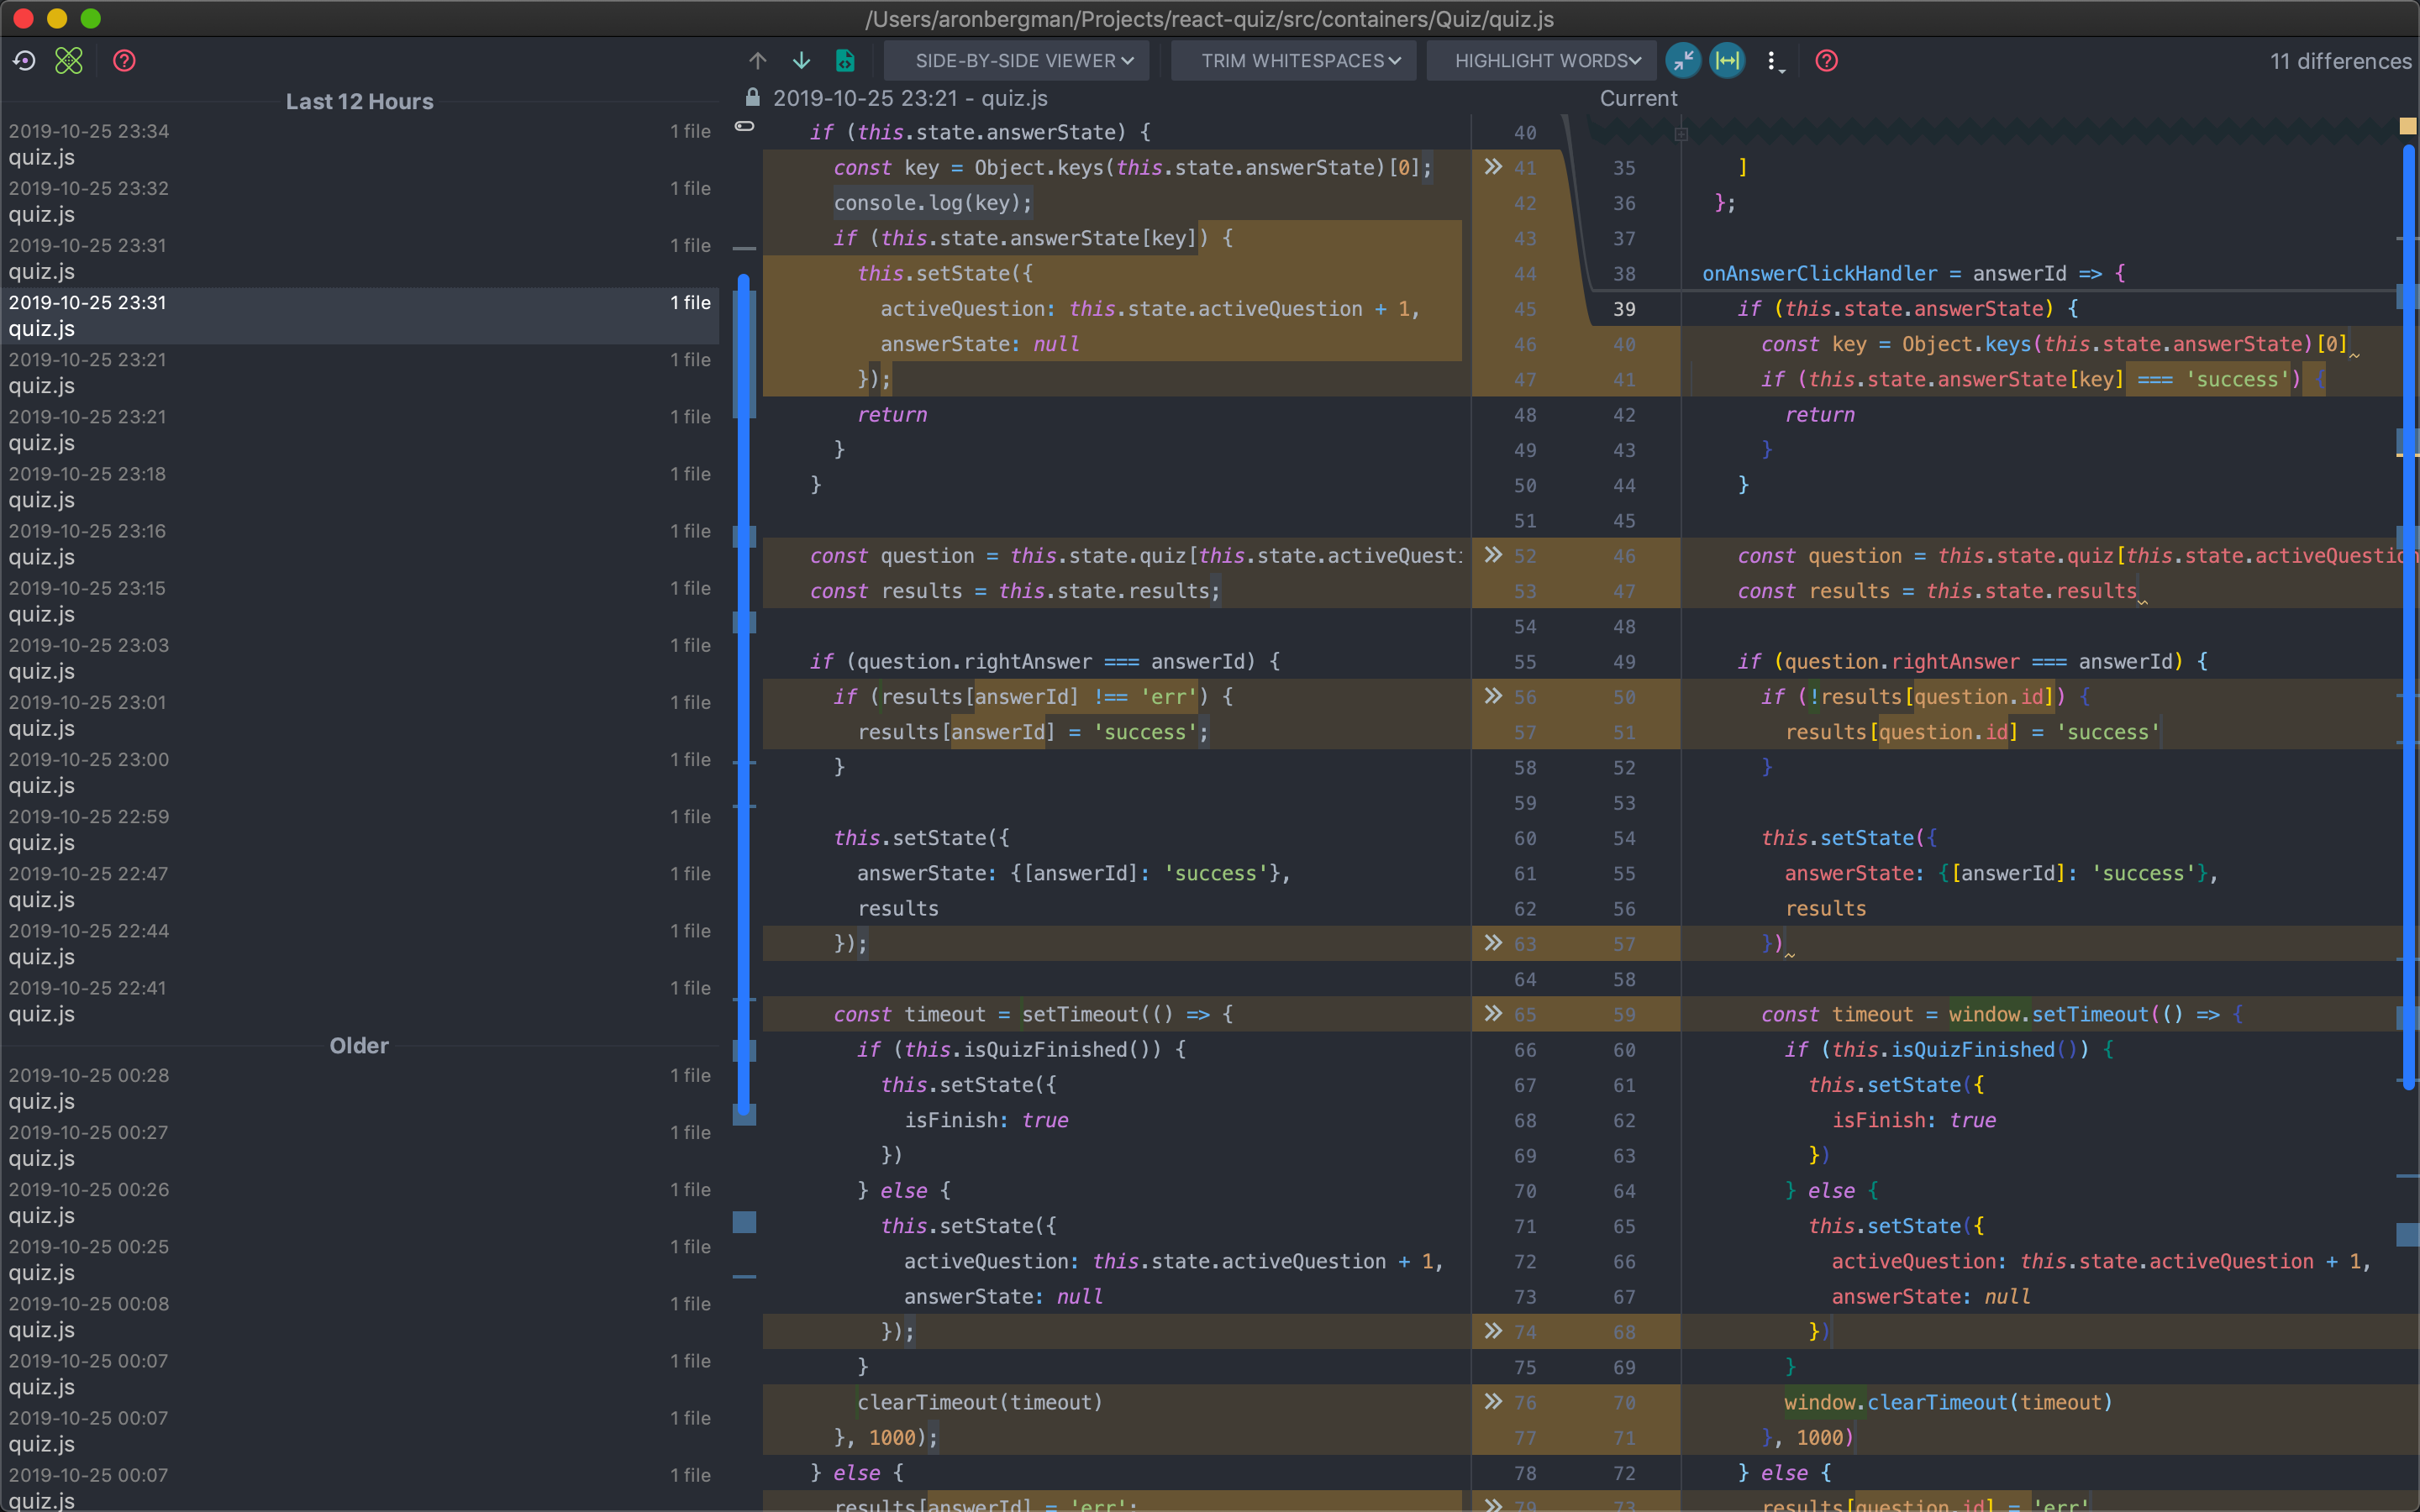 /Users/aronbergman/Projects/react-quiz/src/containers/Quiz/quiz.js
SIDE-BY-SIDE VIEWER
TRIM WHITESPACES
HIGHLIGHT WORDS
11 differences
Last 12 Hours
2019-10-25 23:34 1 file
quiz.js
2019-10-25 23:32 1 file
quiz.js
2019-10-25 23:31 1 file
quiz.js
2019-10-25 23:31 1 file
quiz.js
2019-10-25 23:21 1 file
quiz.js
2019-10-25 23:21 1 file
quiz.js
2019-10-25 23:18 1 file
quiz.js
2019-10-25 23:16 1 file
quiz.js
2019-10-25 23:15 1 file
quiz.js
2019-10-25 23:03 1 file
quiz.js
2019-10-25 23:01 1 file
quiz.js
2019-10-25 23:00 1 file
quiz.js
2019-10-25 22:59 1 file
quiz.js
2019-10-25 22:47 1 file
quiz.js
2019-10-25 22:44 1 file
quiz.js
2019-10-25 22:41 1 file
quiz.js
Older
2019-10-25 00:28 1 file
quiz.js
2019-10-25 00:27 1 file
quiz.js
2019-10-25 00:26 1 file
quiz.js
2019-10-25 00:25 1 file
quiz.js
2019-10-25 00:08 1 file
quiz.js
2019-10-25 00:07 1 file
quiz.js
2019-10-25 00:07 1 file
quiz.js
2019-10-25 00:07 1 file
quiz.js
2019-10-25 23:21 - quiz.js
if (this.state.answerState) { 40
const key = Object.keys(this.state.answerState)[0]; 41
console.log(key); 42
if (this.state.answerState[key]) { 43
this.setState({ 44
activeQuestion: this.state.activeQuestion + 1, 45
answerState: null 46
}); 47
return 48
} 49
} 50
51
const question = this.state.quiz[this.state.activeQuesti 52
const results = this.state.results; 53
54
if (question.rightAnswer === answerId) { 55
if (results[answerId] !== 'err') { 56
results[answerId] = 'success'; 57
} 58
59
this.setState({ 60
answerState: {[answerId]: 'success'}, 61
results 62
}); 63
64
const timeout = setTimeout(() => { 65
if (this.isQuizFinished()) { 66
this.setState({ 67
isFinish: true 68
}) 69
} else { 70
this.setState({ 71
activeQuestion: this.state.activeQuestion + 1, 72
answerState: null 73
}); 74
} 75
clearTimeout(timeout) 76
}, 1000); 77
} else { 78
results[answerId] = 'err'; 79
Current
35 ]
36 };
37
38 onAnswerClickHandler = answerId => {
39 if (this.state.answerState) {
40 const key = Object.keys(this.state.answerState)[0]
41 if (this.state.answerState[key] === 'success') {
42 return
43 }
44 }
45
46 const question = this.state.quiz[this.state.activeQuestion
47 const results = this.state.results
48
49 if (question.rightAnswer === answerId) {
50 if (!results[question.id]) {
51 results[question.id] = 'success'
52 }
53
54 this.setState({
55 answerState: {[answerId]: 'success'},
56 results
57 })
58
59 const timeout = window.setTimeout(() => {
60 if (this.isQuizFinished()) {
61 this.setState({
62 isFinish: true
63 })
64 } else {
65 this.setState({
66 activeQuestion: this.state.activeQuestion + 1,
67 answerState: null
68 })
69 }
70 window.clearTimeout(timeout)
71 }, 1000)
72 } else {
73 results[question.id] = 'err'